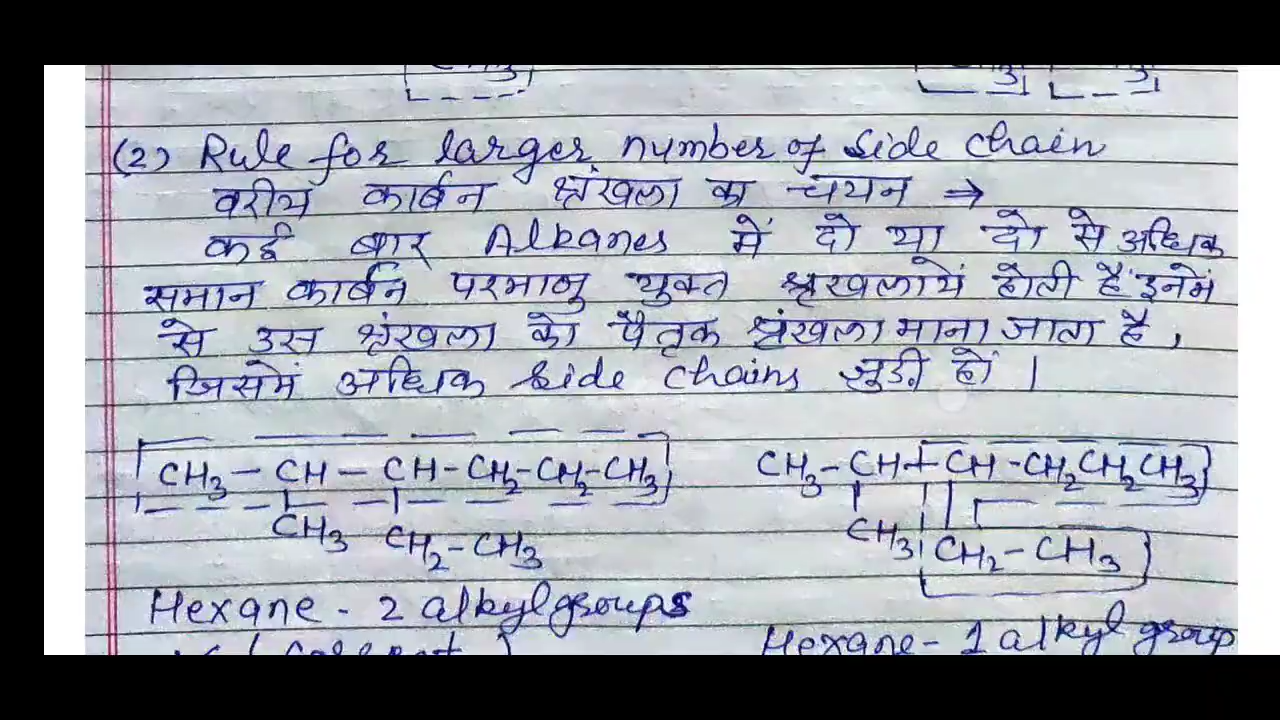 (2) Rule for larger number of side chain
वरीय कार्बन श्रंखला का चयन ⇒
कई बार Alkanes में दो या दो से अधिक
समान कार्बन परमाणु युक्त श्रृखलायें होती हैं इनमें
से उस श्रृंखला को पैतृक श्रृंखला माना जाता है,
जिसमें अधिक side chains जुड़ी हों ।
CH3 – CH – CH – CH2 – CH2 – CH3
CH3 CH2 – CH3
Hexane - 2 alkyl groups
CH3 – CH + CH - CH2CH2CH3
CH3 CH2 – CH3
Hexane - 1 alkyl group